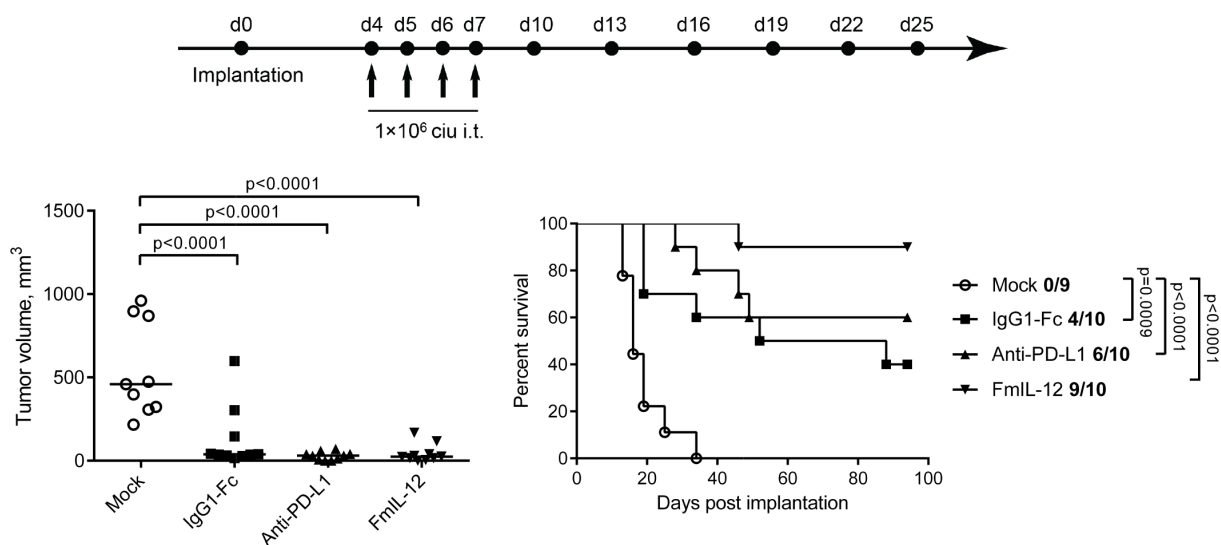 d0 d4 d5 d6 d7 d10 d13 d16 d19 d22 d25
Implantation
1×10⁶ ciu i.t.
p<0.0001
p<0.0001
p<0.0001
1500
1000
500
0
Tumor volume, mm³
Mock
IgG1-Fc
Anti-PD-L1
FmIL-12
100
80
60
40
20
0
Percent survival
0 20 40 60 80 100
Days post implantation
Mock 0/9
IgG1-Fc 4/10
Anti-PD-L1 6/10
FmIL-12 9/10
p=0.0009
p<0.0001
p<0.0001